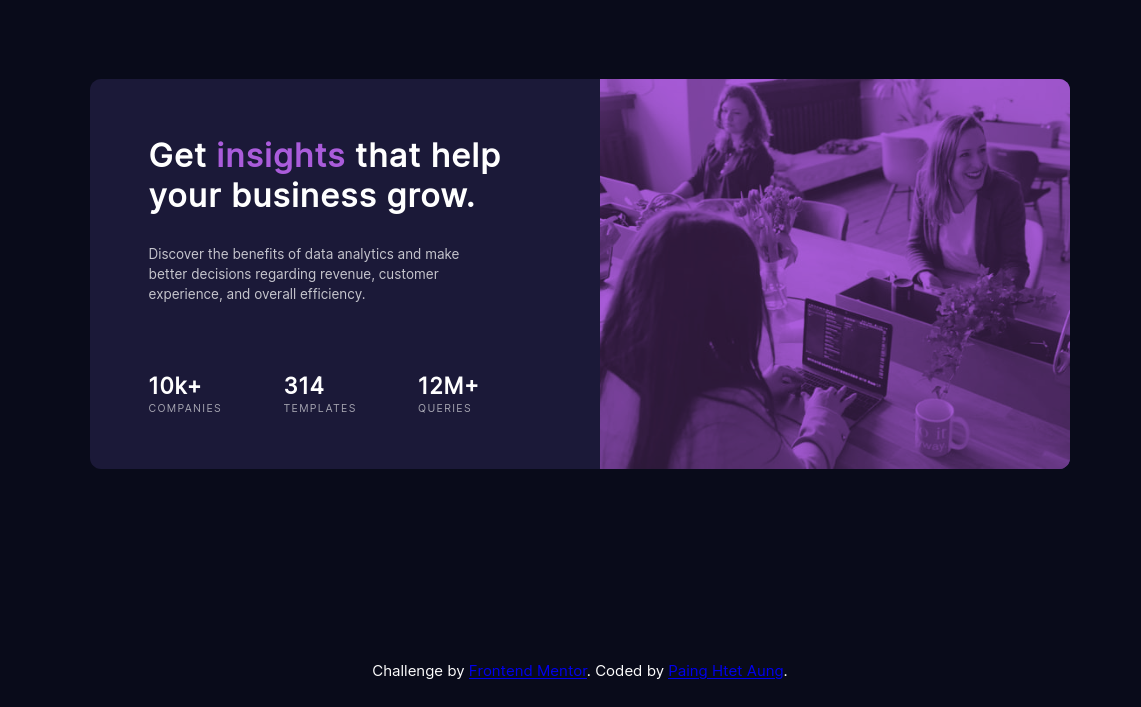 Get insights that help
your business grow.
Discover the benefits of data analytics and make
better decisions regarding revenue, customer
experience, and overall efficiency.
10k+ 314 12M+
COMPANIES TEMPLATES QUERIES
Challenge by Frontend Mentor. Coded by Paing Htet Aung.